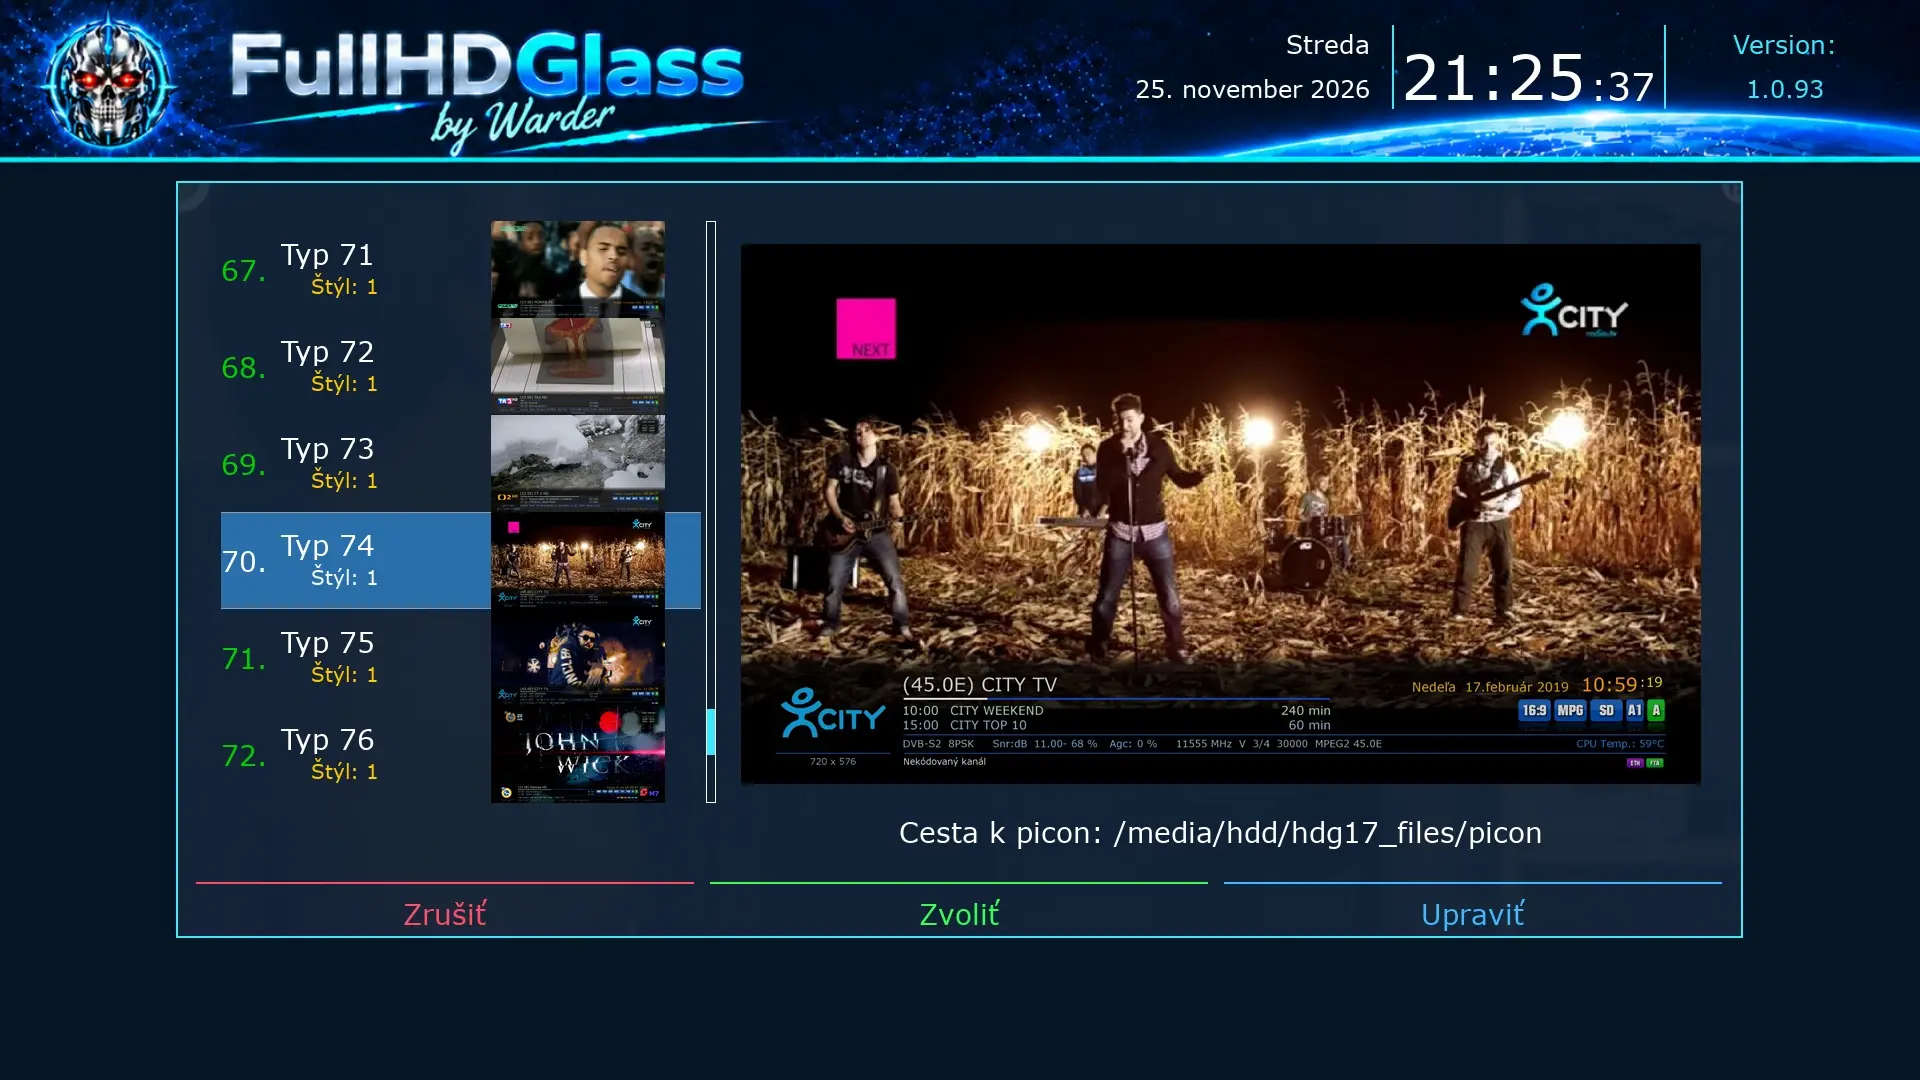 FullHDGlass
by Warder
Streda
25. november 2026
21:25:37
Version:
1.0.93
67.
Typ 71
Štýl: 1
68.
Typ 72
Štýl: 1
69.
Typ 73
Štýl: 1
70.
Typ 74
Štýl: 1
71.
Typ 75
Štýl: 1
72.
Typ 76
Štýl: 1
JOHN
WICK
NEXT
CITY
CITY
(45.0E) CITY TV
Nedeľa 17.február 2019 10:59:19
10:00 CITY WEEKEND 240 min
15:00 CITY TOP 10 60 min
16:9 MPG SD A1 A
DVB-S2 8PSK Snr:dB 11.00- 68 % Agc: 0 % 11555 MHz V 3/4 30000 MPEG2 45.0E
CPU Temp.: 59°C
720 x 576
Nekódovaný kanál
ETH FTA
Cesta k picon: /media/hdd/hdg17_files/picon
Zrušiť
Zvoliť
Upraviť